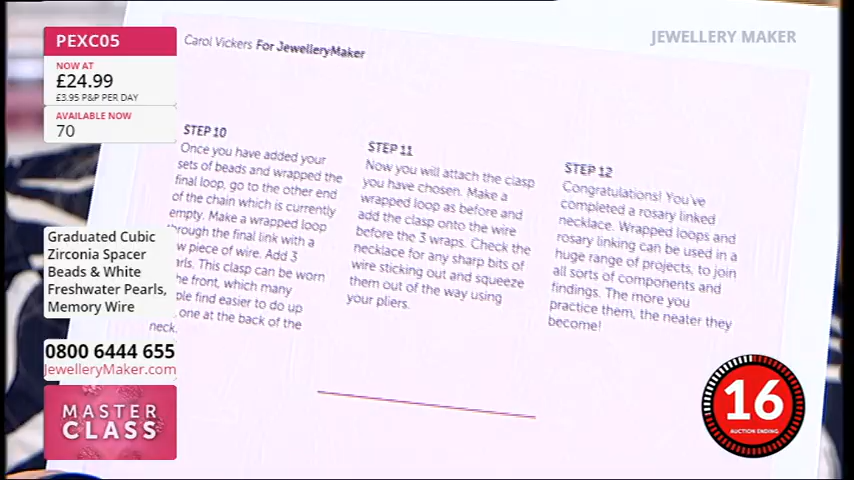 PEXC05
NOW AT
£24.99
£3.95 P&P PER DAY
AVAILABLE NOW
70
Graduated Cubic
Zirconia Spacer
Beads & White
Freshwater Pearls,
Memory Wire
0800 6444 655
JewelleryMaker.com
MASTER
CLASS
JEWELLERY MAKER
Carol Vickers For JewelleryMaker
STEP 10
Once you have added your
sets of beads and wrapped the
final loop, go to the other end
of the chain which is currently
empty. Make a wrapped loop
through the final link with a
piece of wire. Add 3
This clasp can be worn
he front, which many
ple find easier to do up
one at the back of the
neck.
STEP 11
Now you will attach the clasp
you have chosen. Make a
wrapped loop as before and
add the clasp onto the wire
before the 3 wraps. Check the
necklace for any sharp bits of
wire sticking out and squeeze
them out of the way using
your pliers.
STEP 12
Congratulations! You've
completed a rosary linked
necklace. Wrapped loops and
rosary linking can be used in a
huge range of projects, to join
all sorts of components and
findings. The more you
practice them, the neater they
become!
16
AUCTION ENDING